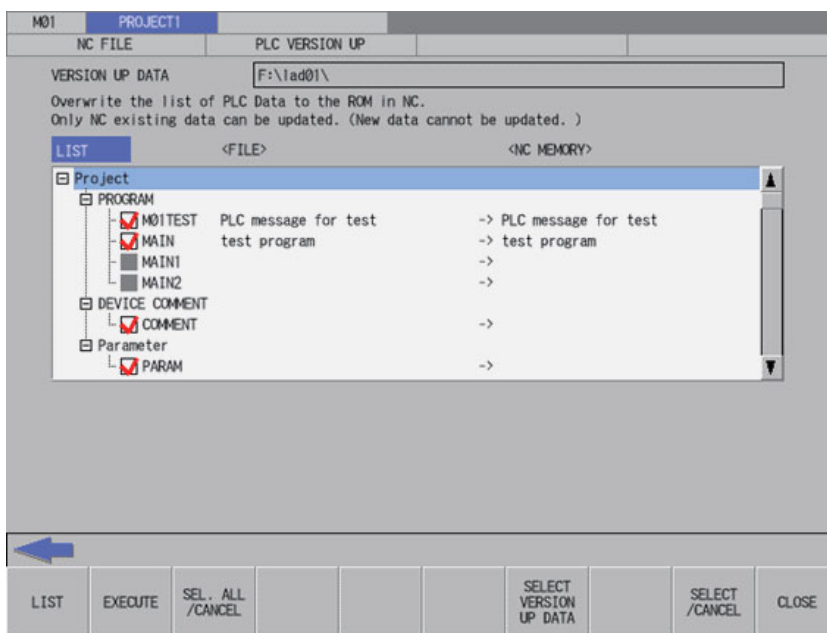 MØ1 PROJECT1
NC FILE PLC VERSION UP
VERSION UP DATA F:\lad01\
Overwrite the list of PLC Data to the ROM in NC.
Only NC existing data can be updated. (New data cannot be updated. )
LIST <FILE> <NC MEMORY>
Project
PROGRAM
MØ1TEST PLC message for test -> PLC message for test
MAIN test program -> test program
MAIN1 ->
MAIN2 ->
DEVICE COMMENT
COMMENT ->
Parameter
PARAM ->
LIST EXECUTE SEL. ALL /CANCEL SELECT VERSION UP DATA SELECT /CANCEL CLOSE